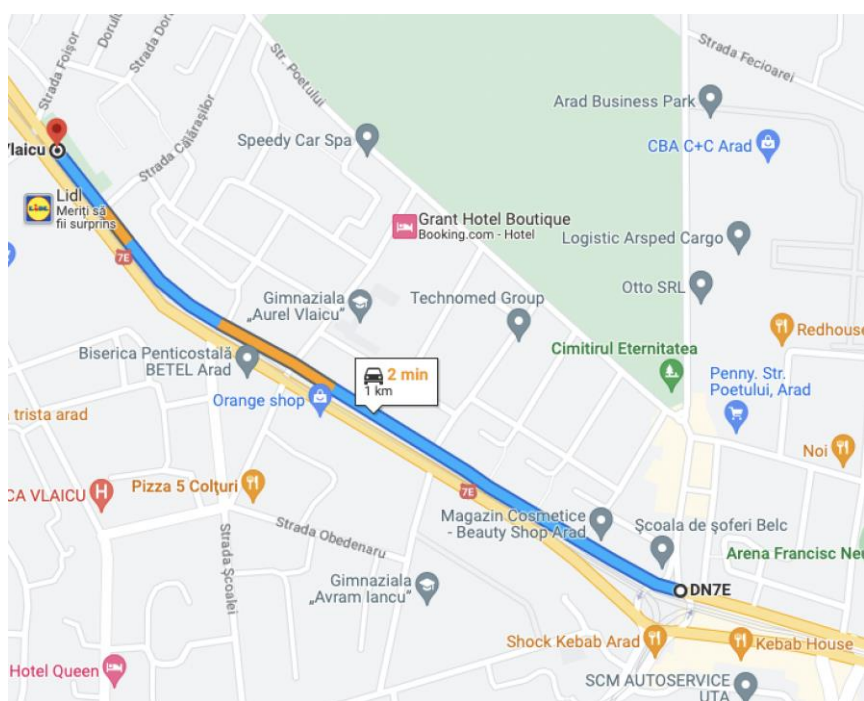 Strada Foișor
Dorului
Strada Doru
Str. Poetului
Strada Fecioarei
Arad Business Park
Vlaicu
Strada Călărașilor
Speedy Car Spa
CBA C+C Arad
LIDL
Lidl
Meriți să
fii surprins
Grant Hotel Boutique
Booking.com - Hotel
Logistic Arsped Cargo
7E
Otto SRL
Gimnaziala
„Aurel Vlaicu”
Technomed Group
Redhouse
Biserica Penticostală
BETEL Arad
Cimitirul Eternitatea
2 min
1 km
Penny. Str.
Poetului, Arad
Orange shop
trista arad
Noi
CA VLAICU
Pizza 5 Colțuri
7E
Magazin Cosmetice
- Beauty Shop Arad
Strada Obedenaru
Școala de șoferi Belc
Arena Francisc Neu
Strada Școalei
Gimnaziala
„Avram Iancu”
DN7E
Shock Kebab Arad
Kebab House
Hotel Queen
SCM AUTOSERVICE
UTA